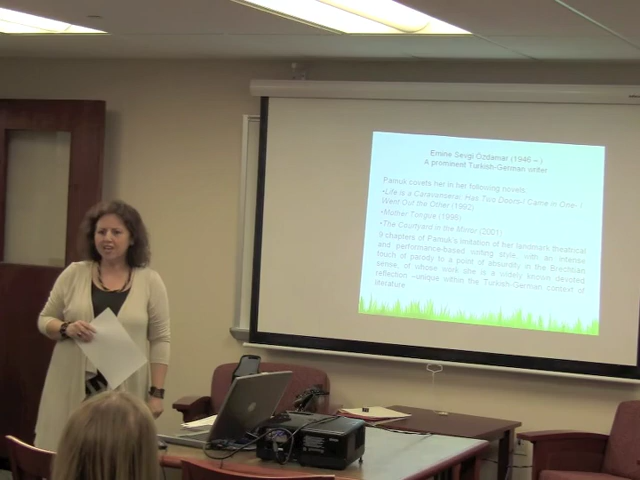 Emine Sevgi Özdamar (1946 – )
A prominent Turkish-German writer
Pamuk covets her in her following novels:
•Life is a Caravanserai: Has Two Doors-I Came in One- I
Went Out the Other (1992)
•Mother Tongue (1998)
•The Courtyard in the Mirror (2001)
9 chapters of Pamuk's imitation of her landmark theatrical
and performance-based writing style, with an intense
touch of parody to a point of absurdity in the Brechtian
sense, of whose work she is a widely known devoted
reflection –unique within the Turkish-German context of
literature